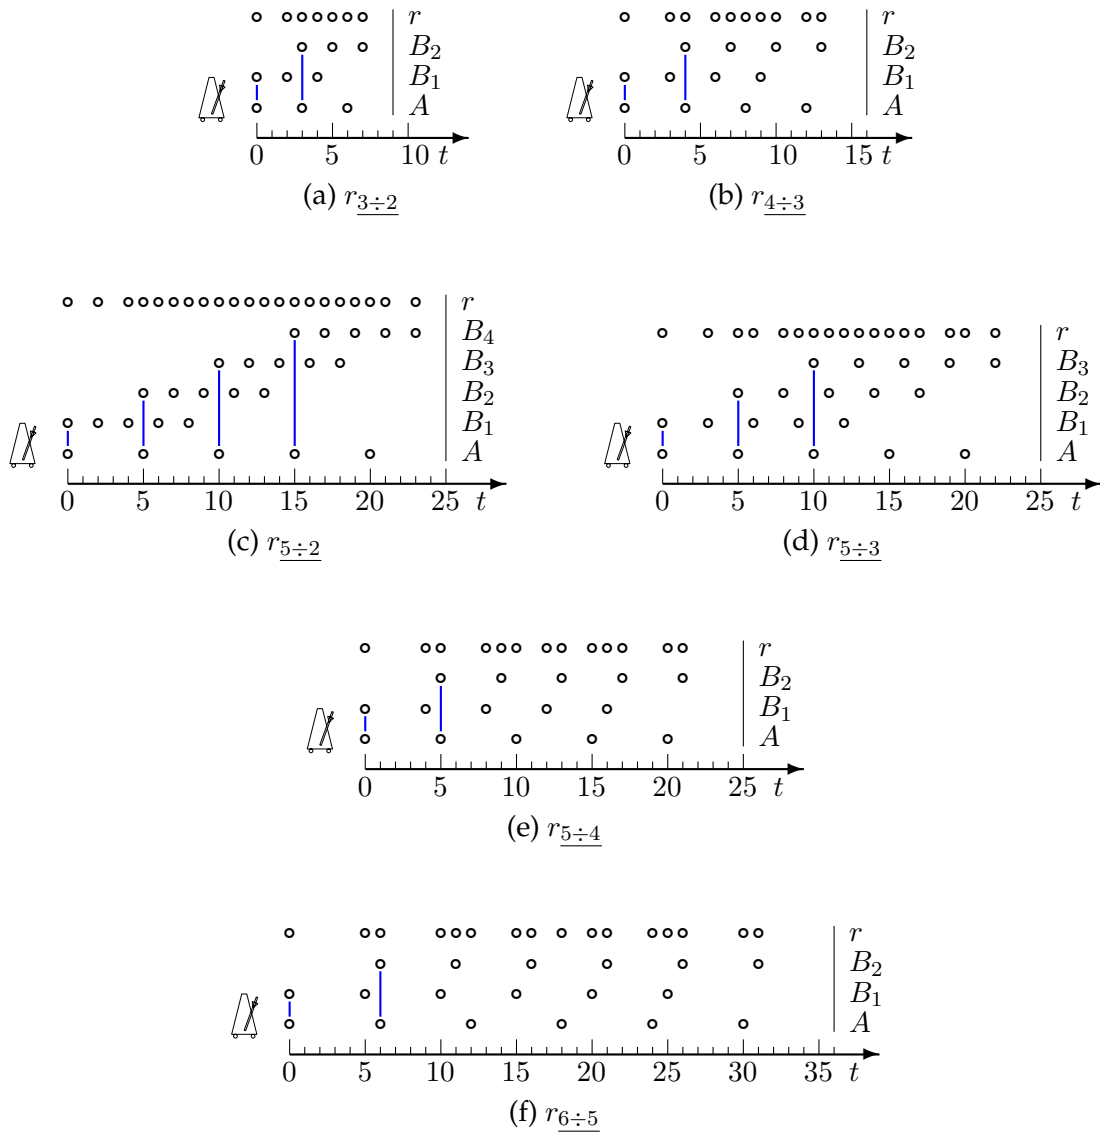 r r
B₂ B₂
B₁ B₁
A A
0 5 10 t 0 5 10 15 t
(a) r3÷2 (b) r4÷3
r
B₄ r
B₃ B₃
B₂ B₂
B₁ B₁
A A
0 5 10 15 20 25 t 0 5 10 15 20 25 t
(c) r5÷2 (d) r5÷3
r
B₂
B₁
A
0 5 10 15 20 25 t
(e) r5÷4
r
B₂
B₁
A
0 5 10 15 20 25 30 35 t
(f) r6÷5